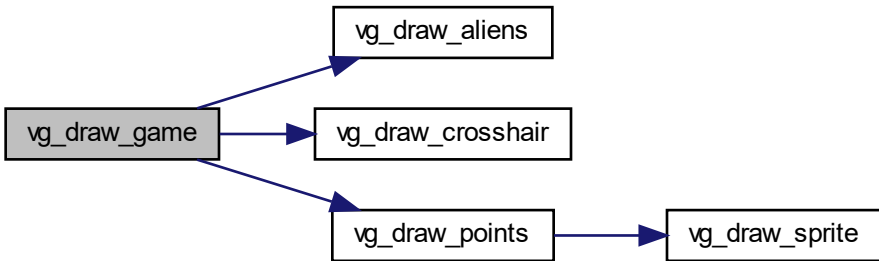 vg_draw_aliens
vg_draw_game
vg_draw_crosshair
vg_draw_points
vg_draw_sprite